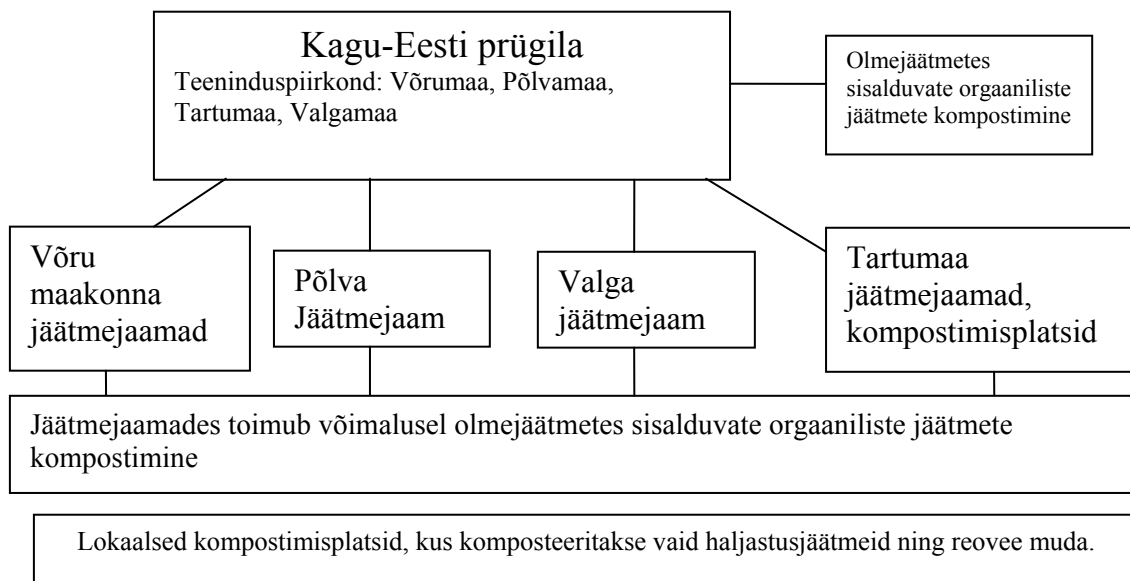 Kagu-Eesti prügila
Teeninduspiirkond: Võrumaa, Põlvamaa,
Tartumaa, Valgamaa
Olmejäätmetes
sisalduvate orgaaniliste
jäätmete kompostimine
Võru
maakonna
jäätmejaamad
Põlva
Jäätmejaam
Valga
jäätmejaam
Tartumaa
jäätmejaamad,
kompostimisplatsid
Jäätmejaamades toimub võimalusel olmejäätmetes sisalduvate orgaaniliste jäätmete
kompostimine
Lokaalsed kompostimisplatsid, kus komposteeritakse vaid haljastusjäätmeid ning reovee muda.